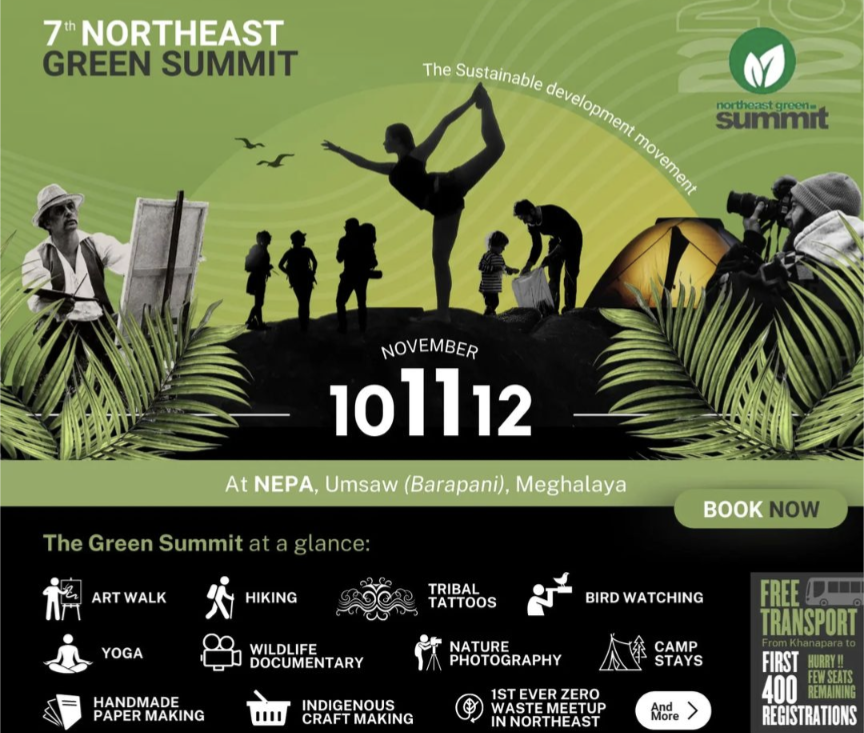 7th NORTHEAST
GREEN SUMMIT
The Sustainable development movement
2022
northeast green
summit
NOVEMBER
10 11 12
At NEPA, Umsaw (Barapani), Meghalaya
BOOK NOW
The Green Summit at a glance:
ART WALK
HIKING
TRIBAL
TATTOOS
BIRD WATCHING
YOGA
WILDLIFE
DOCUMENTARY
NATURE
PHOTOGRAPHY
CAMP
STAYS
HANDMADE
PAPER MAKING
INDIGENOUS
CRAFT MAKING
1ST EVER ZERO
WASTE MEETUP
IN NORTHEAST
And
More
FREE
TRANSPORT
From Khanapara to
FIRST
400
REGISTRATIONS
HURRY !!
FEW SEATS
REMAINING